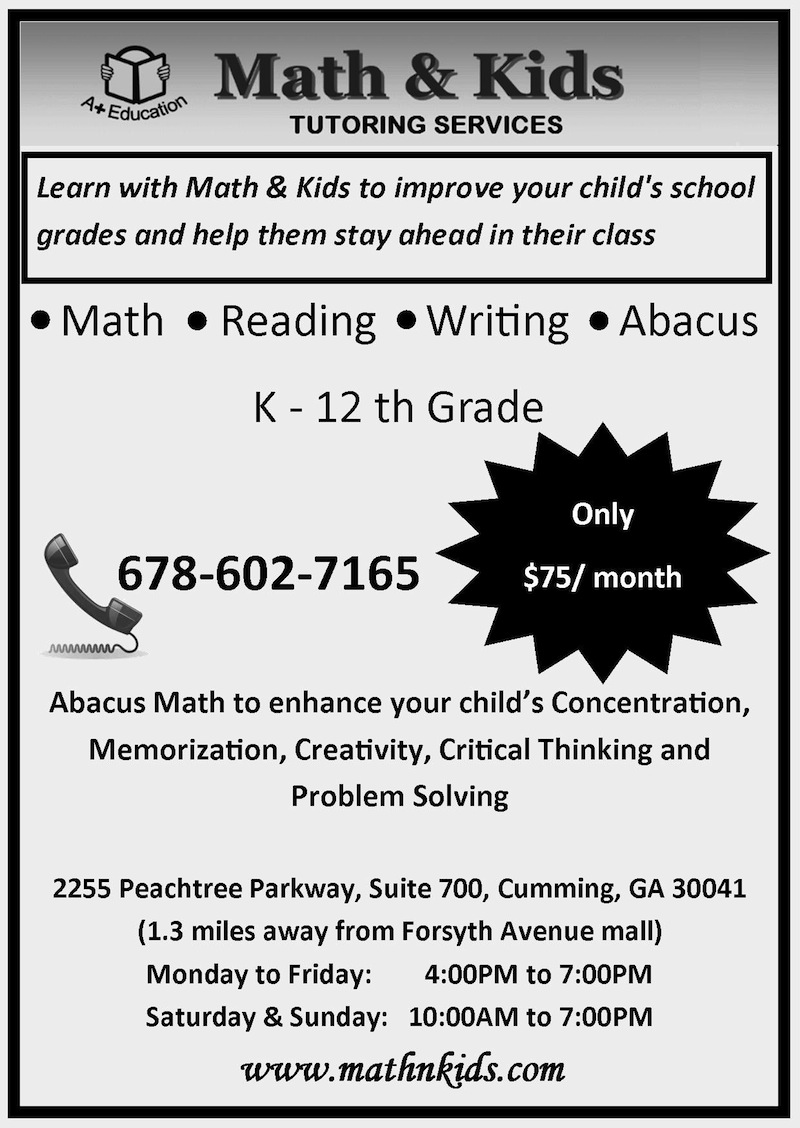 A+ Education
Math & Kids
TUTORING SERVICES
Learn with Math & Kids to improve your child's school
grades and help them stay ahead in their class
• Math • Reading • Writing • Abacus
K - 12 th Grade
Only
$75/ month
678-602-7165
Abacus Math to enhance your child’s Concentration,
Memorization, Creativity, Critical Thinking and
Problem Solving
2255 Peachtree Parkway, Suite 700, Cumming, GA 30041
(1.3 miles away from Forsyth Avenue mall)
Monday to Friday: 4:00PM to 7:00PM
Saturday & Sunday: 10:00AM to 7:00PM
www.mathnkids.com